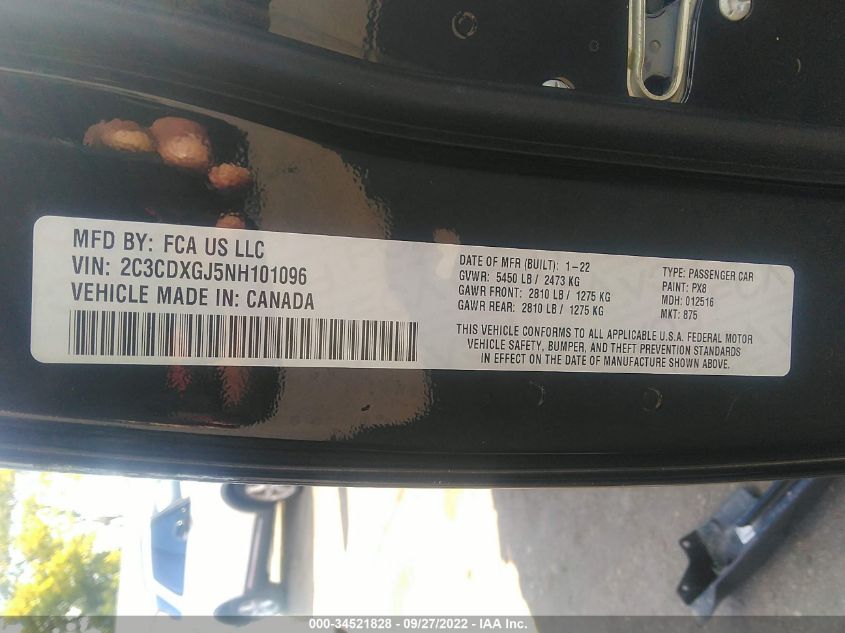 MFD BY: FCA US LLC
VIN: 2C3CDXGJ5NH101096
VEHICLE MADE IN: CANADA
DATE OF MFR (BUILT): 1-22
GVWR: 5450 LB / 2473 KG
GAWR FRONT: 2810 LB / 1275 KG
GAWR REAR: 2810 LB / 1275 KG
TYPE: PASSENGER CAR
PAINT: PX8
MDH: 012516
MKT: 875
THIS VEHICLE CONFORMS TO ALL APPLICABLE U.S.A. FEDERAL MOTOR
VEHICLE SAFETY, BUMPER, AND THEFT PREVENTION STANDARDS
IN EFFECT ON THE DATE OF MANUFACTURE SHOWN ABOVE.
000-34521828 - 09/27/2022 - IAA Inc.